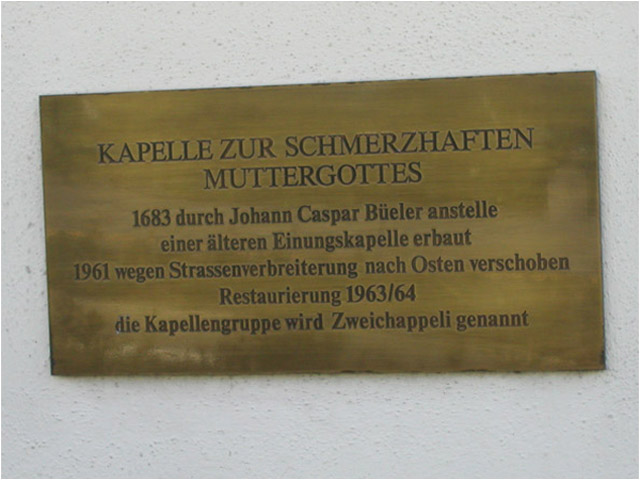 KAPELLE ZUR SCHMERZHAFTEN
MUTTERGOTTES
1683 durch Johann Caspar Büeler anstelle
einer älteren Einungskapelle erbaut
1961 wegen Strassenverbreiterung nach Osten verschoben
Restaurierung 1963/64
die Kapellengruppe wird Zweichappeli genannt